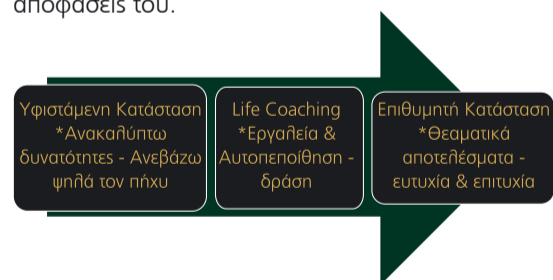 αποφάσεις του.
Υφιστάμενη Κατάσταση
*Ανακαλύπτω
δυνατότητες - Ανεβάζω
ψηλά τον πήχυ
Life Coaching
*Εργαλεία &
Αυτοπεποίθηση -
δράση
Επιθυμητή Κατάσταση
*Θεαματικά
αποτελέσματα -
ευτυχία & επιτυχία